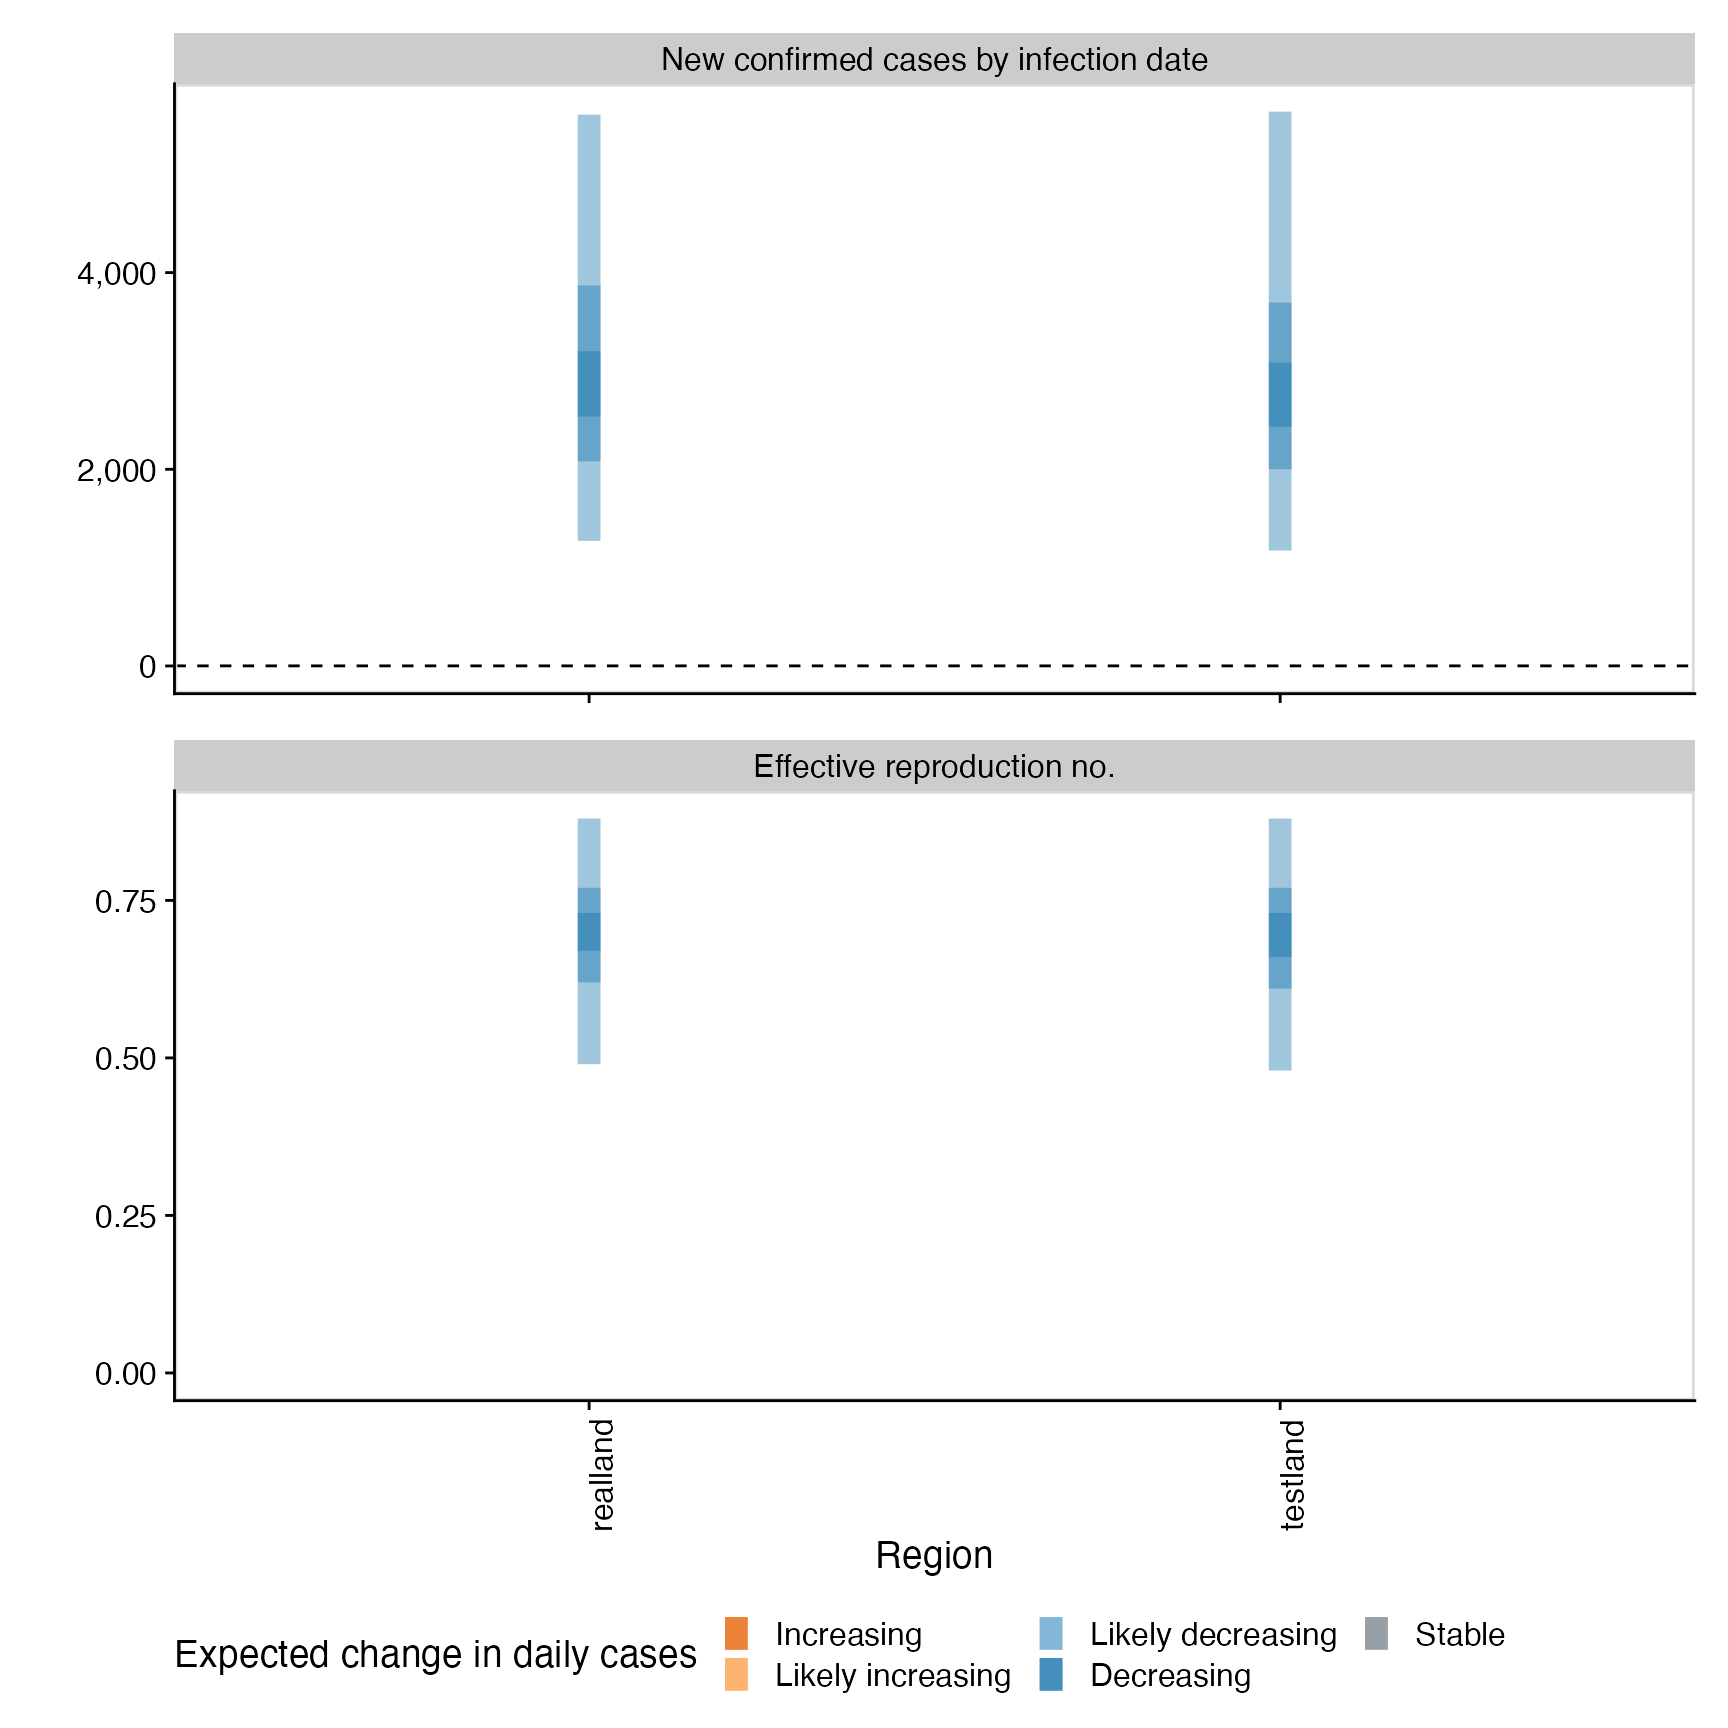 New confirmed cases by infection date
4,000
2,000
0
Effective reproduction no.
0.75
0.50
0.25
0.00
realland
testland
Region
Expected change in daily cases
Increasing
Likely increasing
Likely decreasing
Decreasing
Stable